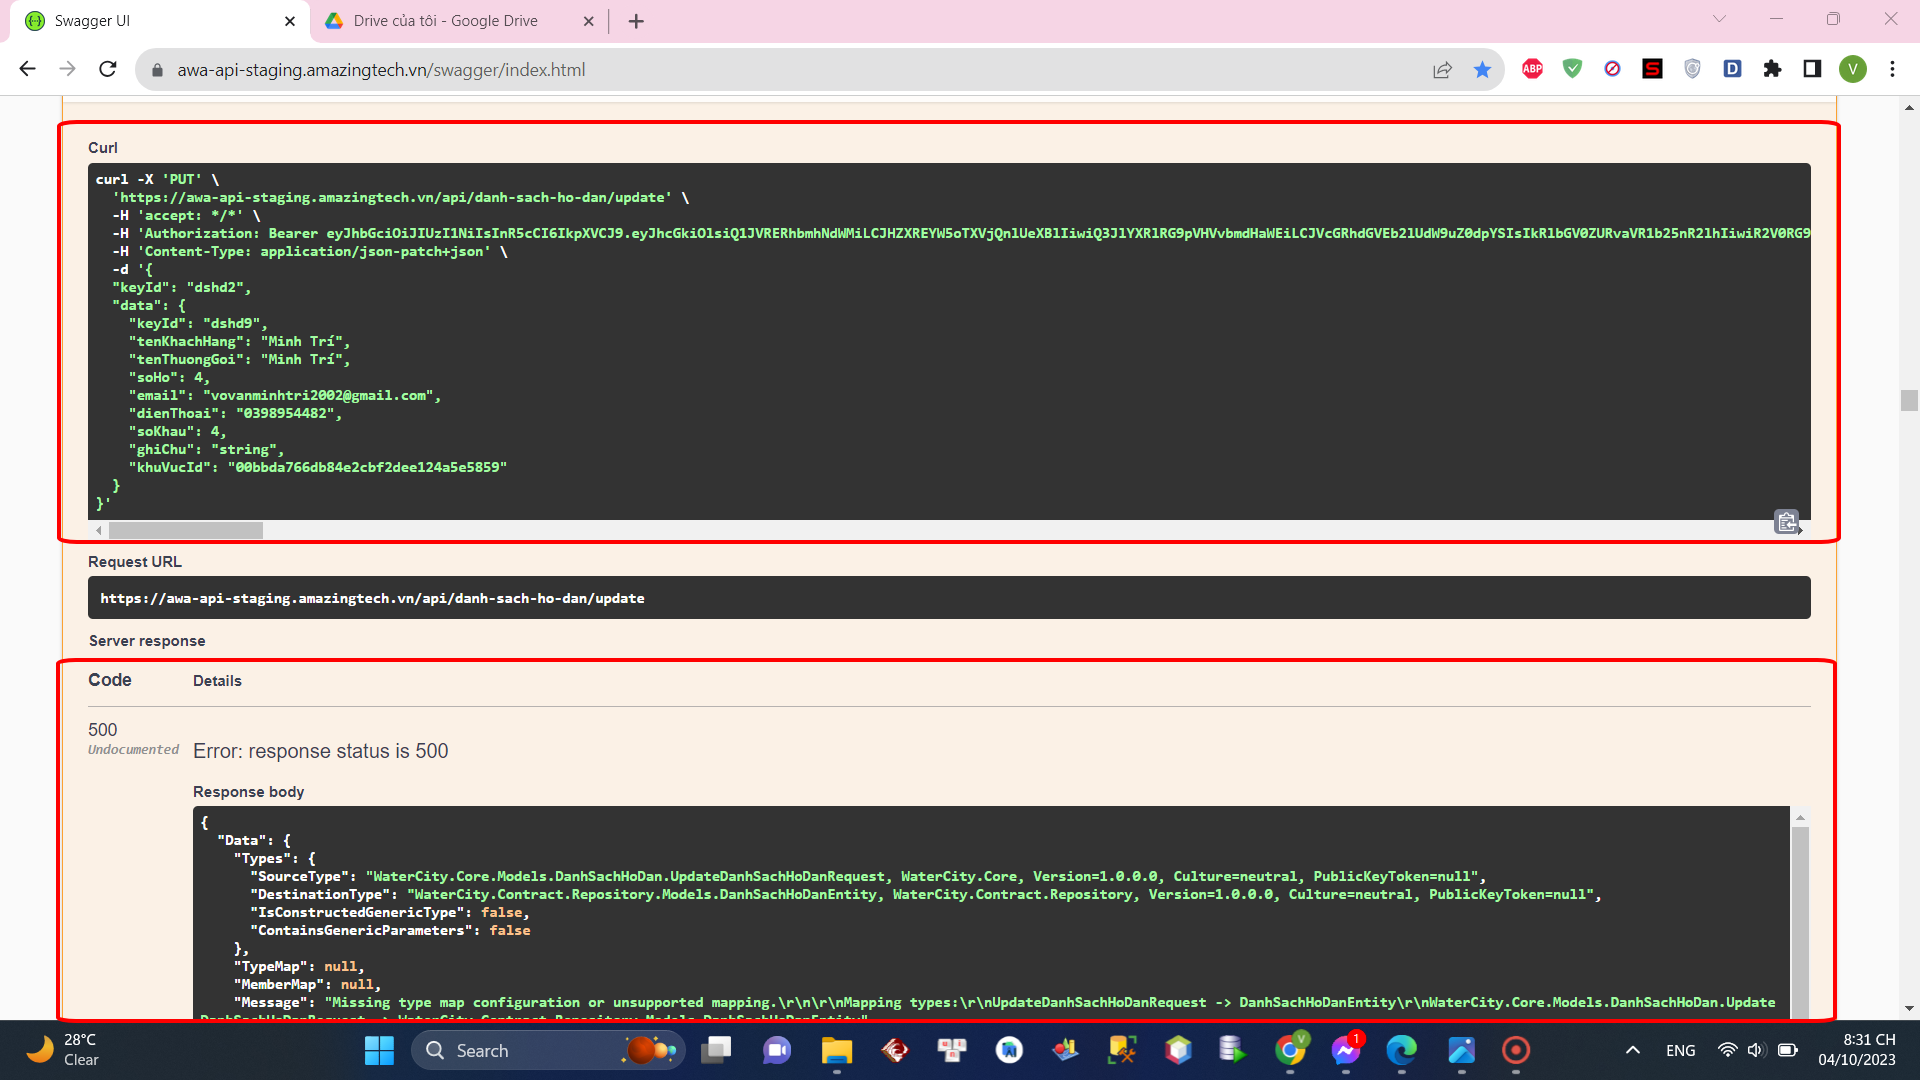 Swagger UI
Drive của tôi - Google Drive
awa-api-staging.amazingtech.vn/swagger/index.html
ABP
S
D
V
Curl
curl -X 'PUT' \
'https://awa-api-staging.amazingtech.vn/api/danh-sach-ho-dan/update' \
-H 'accept: */*' \
-H 'Authorization: Bearer
-H 'Content-Type: application/json-patch+json' \
-d '{
"keyId": "dshd2",
"data": {
"keyId": "dshd9",
"tenKhachHang": "Minh Trí",
"tenThuongGoi": "Minh Trí",
"soHo": 4,
"email": "vovanminhtri2002@gmail.com",
"dienThoai": "0398954482",
"soKhau": 4,
"ghiChu": "string",
"khuVucId": "00bbda766db84e2cbf2dee124a5e5859"
}
}'
Request URL
https://awa-api-staging.amazingtech.vn/api/danh-sach-ho-dan/update
Server response
Code Details
500
Undocumented
Error: response status is 500
Response body
{
"Data": {
"Types": {
"SourceType": "WaterCity.Core.Models.DanhSachHoDan.UpdateDanhSachHoDanRequest, WaterCity.Core, Version=1.0.0.0, Culture=neutral, PublicKeyToken=null",
"DestinationType": "WaterCity.Contract.Repository.Models.DanhSachHoDanEntity, WaterCity.Contract.Repository, Version=1.0.0.0, Culture=neutral, PublicKeyToken=null",
"IsConstructedGenericType": false,
"ContainsGenericParameters": false
},
"TypeMap": null,
"MemberMap": null,
"Message": "Missing type map configuration or unsupported mapping.\r\n\r\nMapping types:\r\nUpdateDanhSachHoDanRequest -> DanhSachHoDanEntity\r\nWaterCity.Core.Models.DanhSachHoDan.Update
DanhSachHoDanRequest -> WaterCity.Contract.Repository.Models.DanhSachHoDanEntity"
28°C
Clear
Search
V
1
ENG
8:31 CH
04/10/2023